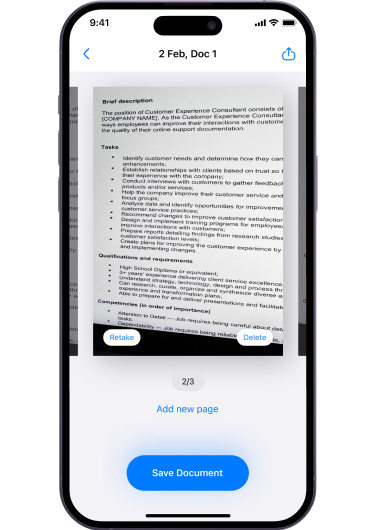 9:41
2 Feb, Doc 1
Brief description
The position of Customer Experience Consultant consists of
[COMPANY NAME]. As the Customer Experience Consultan
ways employees can improve their interactions with custome
the quality of their online support documentation.
Tasks
• Identify customer needs and determine how they can
enhancements;
• Establish relationships with clients based on trust so t
their experience with the company;
• Conduct interviews with customers to gather feedback
products and/or services;
• Help the company improve their customer service and
focus groups;
• Analyze data and identify opportunities for improvemen
customer service practices;
• Recommend changes to improve customer satisfaction
• Design and implement training programs for employees
improve interactions with customers;
• Prepare reports detailing findings from research studies
customer satisfaction levels;
• Create plans for improving the customer experience by
and implementing changes.
Qualifications and requirements
• High School Diploma or equivalent;
• 3+ years' experience delivering client service excellence
• Understand strategy, technology, design and process thr
• Can research, curate, organize and synthesize diverse a
experience and transformation plans;
• Able to prepare for and deliver presentations and facilitat
Competencies (in order of importance)
• Attention to Detail — Job requires being careful about deta
tasks.
• Dependability — Job requires being reliable
Retake
Delete
2/3
Add new page
Save Document